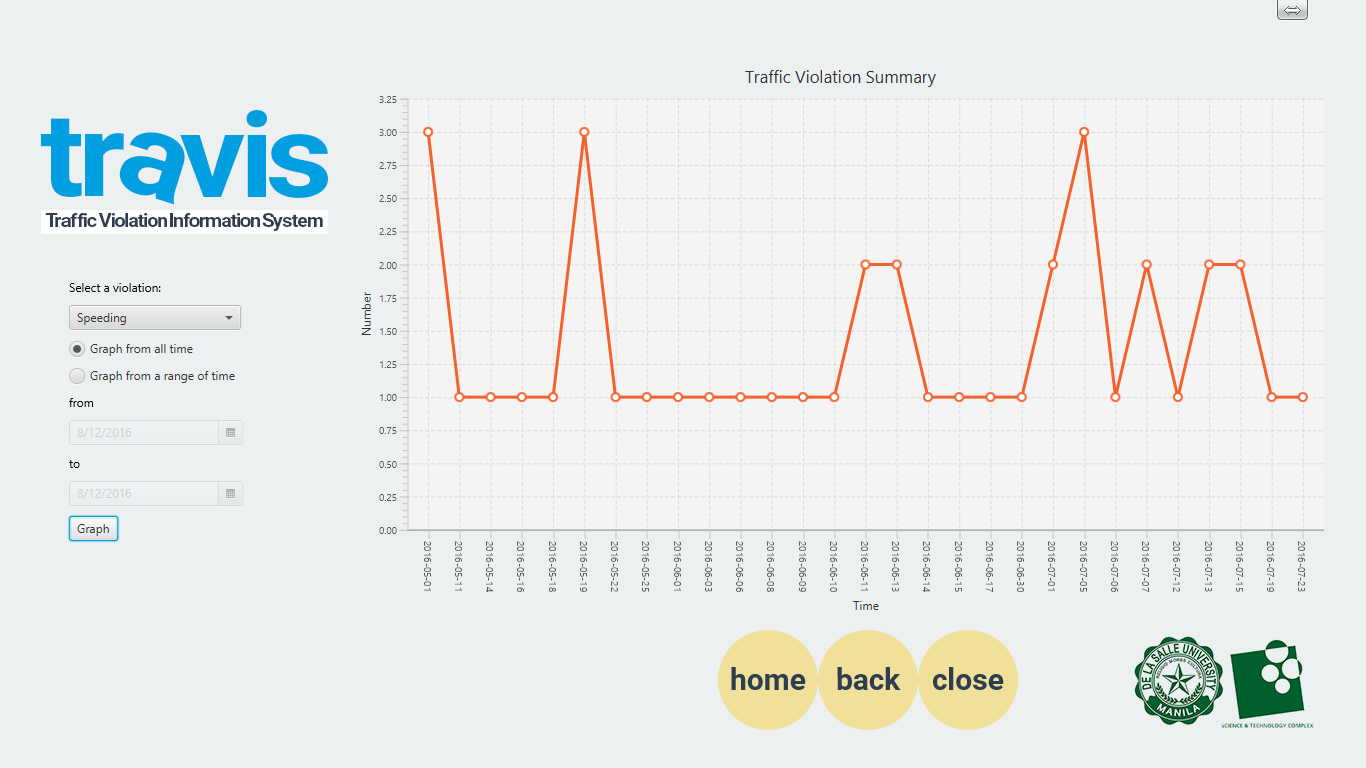 travis
Traffic Violation Information System
Select a violation:
Speeding
Graph from all time
Graph from a range of time
from
8/12/2016
to
8/12/2016
Graph
Traffic Violation Summary
Number
3.25
3.00
2.75
2.50
2.25
2.00
1.75
1.50
1.25
1.00
0.75
0.50
0.25
0.00
2016-05-01
2016-05-11
2016-05-14
2016-05-16
2016-05-18
2016-05-19
2016-05-22
2016-05-25
2016-06-01
2016-06-03
2016-06-06
2016-06-08
2016-06-09
2016-06-10
2016-06-11
2016-06-13
2016-06-14
2016-06-15
2016-06-17
2016-06-30
2016-07-01
2016-07-05
2016-07-06
2016-07-07
2016-07-12
2016-07-13
2016-07-15
2016-07-19
2016-07-23
Time
home
back
close
DE LA SALLE UNIVERSITY
MANILA
SCIENCE & TECHNOLOGY COMPLEX